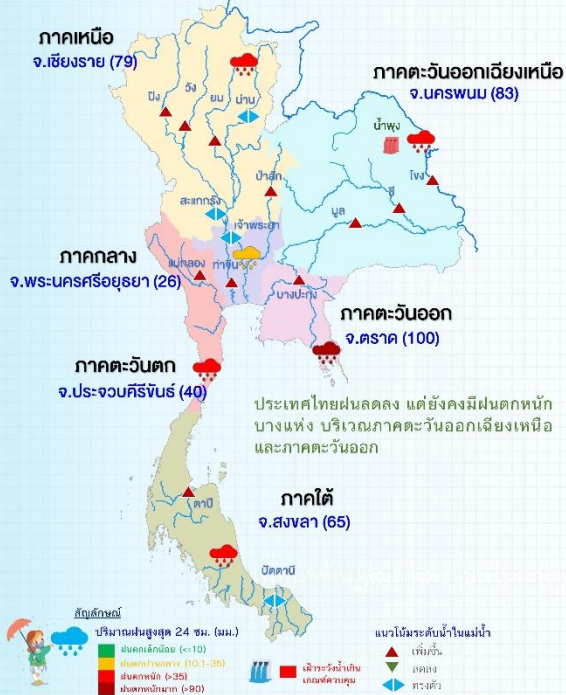 ภาคเหนือ
จ.เชียงราย (79)
ภาคตะวันออกเฉียงเหนือ
จ.นครพนม (83)
ปิง
วัง
ยม
น่าน
น้ำพุง
ป่าสัก
โขง
ชี
มูล
สะแกกรัง
เจ้าพระยา
ภาคกลาง
จ.พระนครศรีอยุธยา (26)
แม่กลอง
ท่าจีน
บางปะกง
ภาคตะวันออก
จ.ตราด (100)
ภาคตะวันตก
จ.ประจวบคีรีขันธ์ (40)
ประเทศไทยฝนลดลง แต่ยังคงมีฝนตกหนัก
บางแห่ง บริเวณภาคตะวันออกเฉียงเหนือ
และภาคตะวันออก
ตาปี
ภาคใต้
จ.สงขลา (65)
ปัตตานี
สัญลักษณ์
ปริมาณฝนสูงสุด 24 ชม. (มม.)
ฝนตกเล็กน้อย (<=10)
ฝนตกปานกลาง (10.1-35)
ฝนตกหนัก (>35)
ฝนตกหนักมาก (>90)
เฝ้าระวังน้ำเกิน
เกณฑ์ควบคุม
แนวโน้มระดับน้ำในแม่น้ำ
เพิ่มขึ้น
ลดลง
ทรงตัว